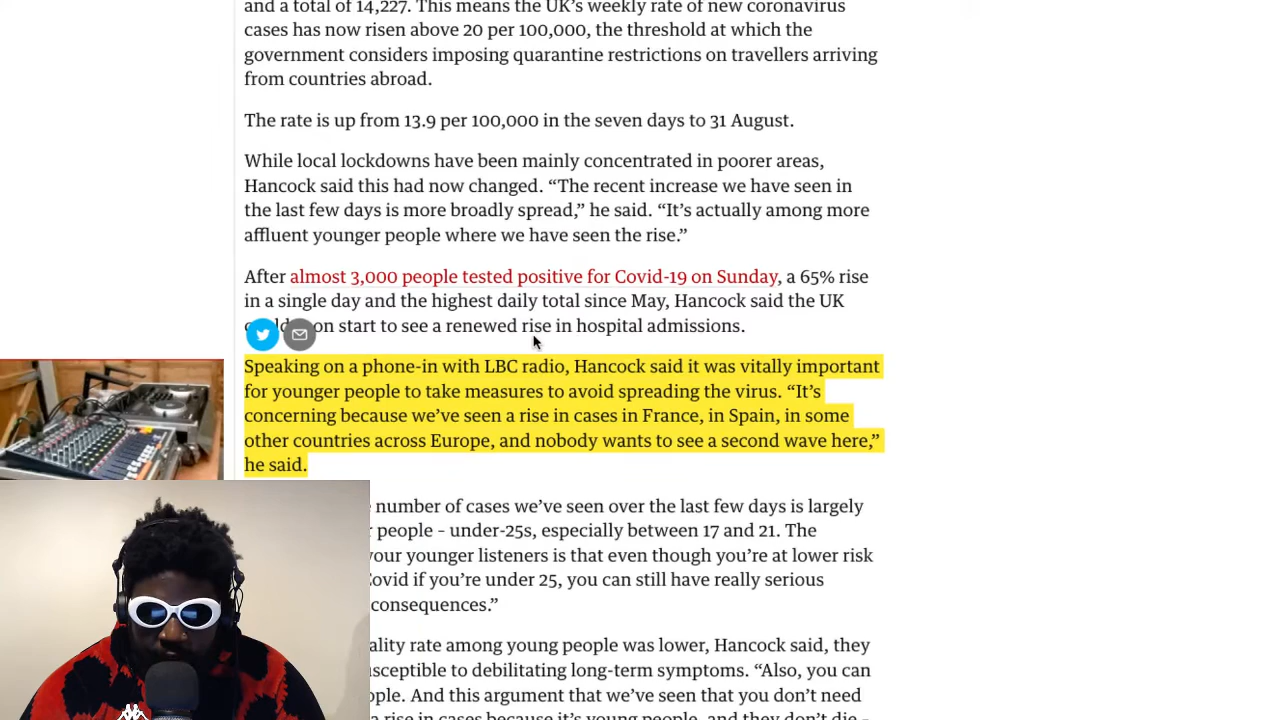 and a total of 14,227. This means the UK’s weekly rate of new coronavirus
cases has now risen above 20 per 100,000, the threshold at which the
government considers imposing quarantine restrictions on travellers arriving
from countries abroad.
The rate is up from 13.9 per 100,000 in the seven days to 31 August.
While local lockdowns have been mainly concentrated in poorer areas,
Hancock said this had now changed. “The recent increase we have seen in
the last few days is more broadly spread,” he said. “It’s actually among more
affluent younger people where we have seen the rise.”
After almost 3,000 people tested positive for Covid-19 on Sunday, a 65% rise
in a single day and the highest daily total since May, Hancock said the UK
on start to see a renewed rise in hospital admissions.
Speaking on a phone-in with LBC radio, Hancock said it was vitally important
for younger people to take measures to avoid spreading the virus. “It’s
concerning because we’ve seen a rise in cases in France, in Spain, in some
other countries across Europe, and nobody wants to see a second wave here,”
he said.
number of cases we’ve seen over the last few days is largely
people – under-25s, especially between 17 and 21. The
your younger listeners is that even though you’re at lower risk
Covid if you’re under 25, you can still have really serious
consequences.”
ality rate among young people was lower, Hancock said, they
sceptible to debilitating long-term symptoms. “Also, you can
ople. And this argument that we’ve seen that you don’t need
a rise in cases because it’s young people, and they don’t die –